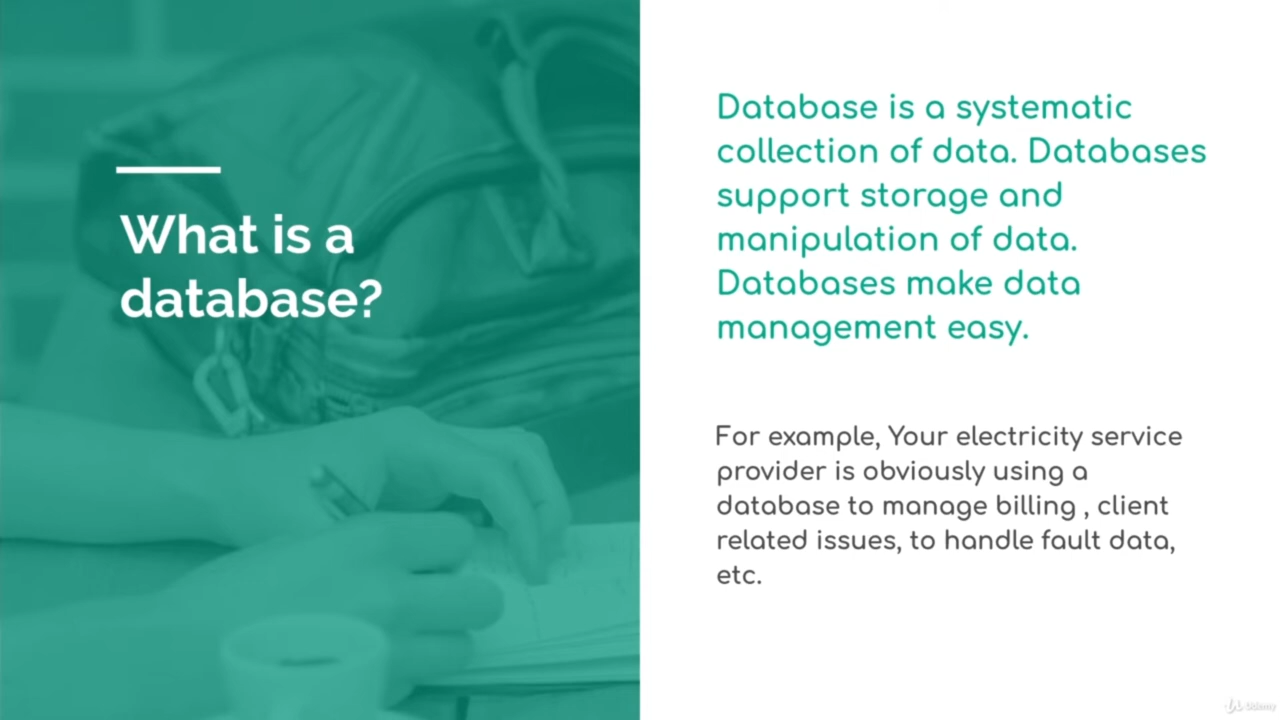 What is a
database?
Database is a systematic
collection of data. Databases
support storage and
manipulation of data.
Databases make data
management easy.
For example, Your electricity service
provider is obviously using a
database to manage billing , client
related issues, to handle fault data,
etc.
Udemy